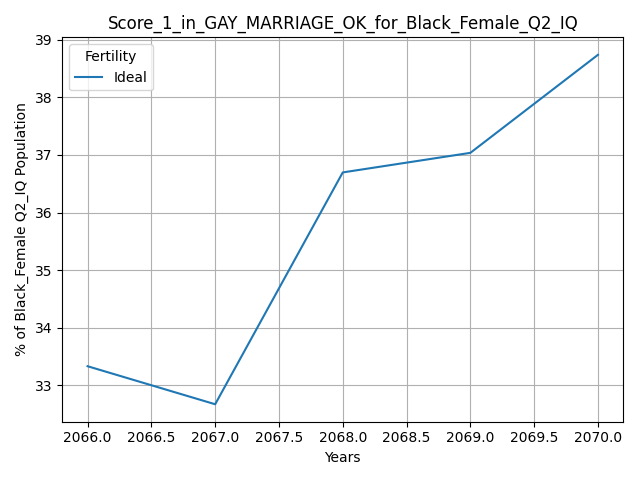 Score_1_in_GAY_MARRIAGE_OK_for_Black_Female_Q2_IQ
39
38
37
36
35
34
33
% of Black_Female Q2_IQ Population
Fertility
Ideal
2066.0 2066.5 2067.0 2067.5 2068.0 2068.5 2069.0 2069.5 2070.0
Years